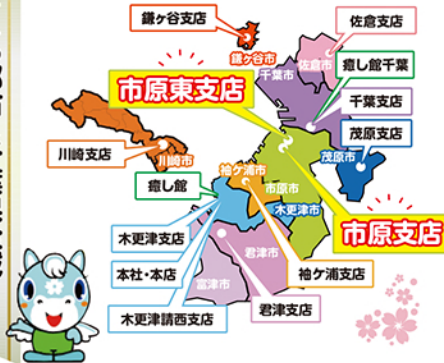 鎌ヶ谷支店
佐倉支店
鎌ヶ谷市
佐倉市
千葉市
癒し館千葉
市原東支店
千葉支店
茂原支店
川崎支店
川崎市
茂原市
袖ケ浦市
癒し館
市原市
木更津市
木更津支店
市原支店
君津市
本社・本店
袖ケ浦支店
富津市
君津支店
木更津請西支店